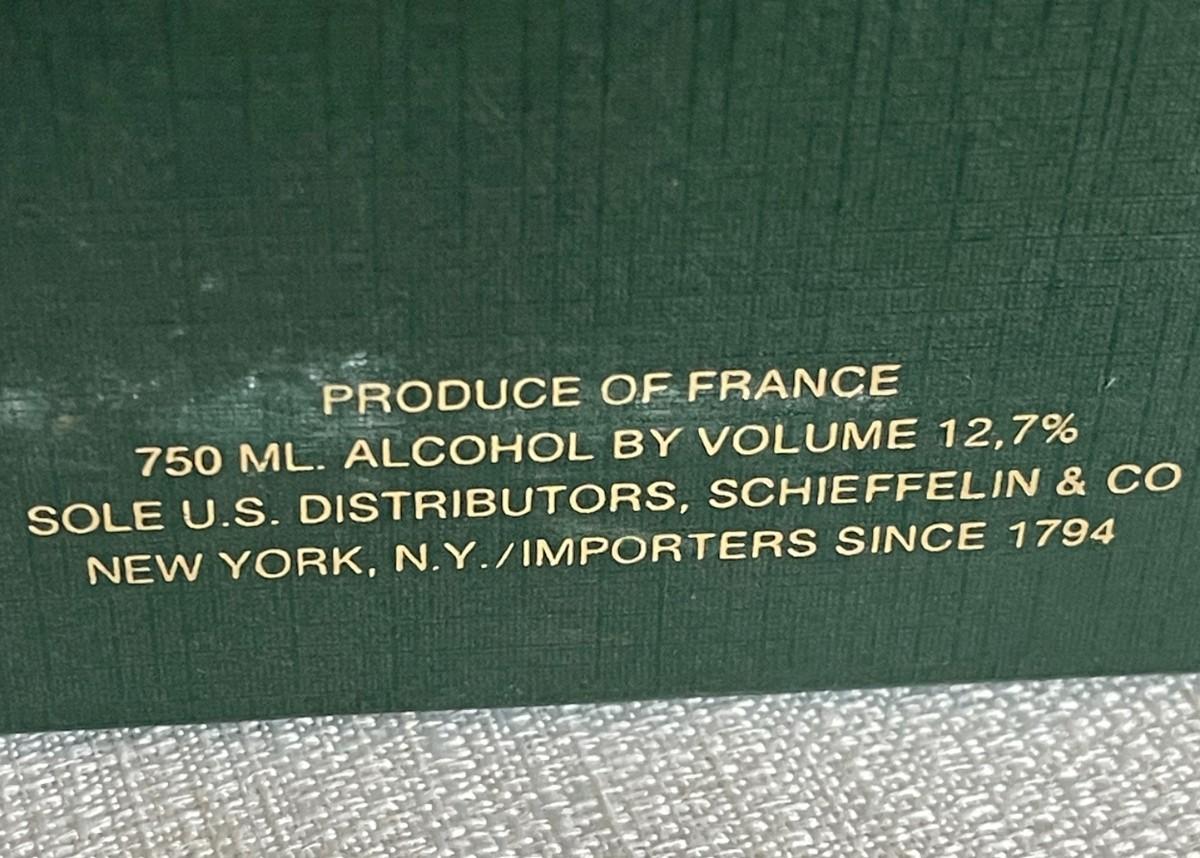 PRODUCE OF FRANCE
750 ML. ALCOHOL BY VOLUME 12,7%
SOLE U.S. DISTRIBUTORS, SCHIEFFELIN & CO
NEW YORK, N.Y./IMPORTERS SINCE 1794